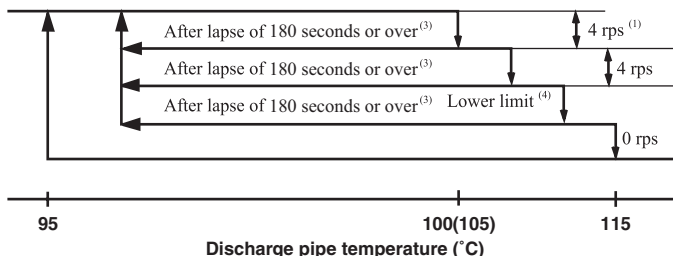 After lapse of 180 seconds or over(3)
4 rps (1)
After lapse of 180 seconds or over(3)
4 rps
After lapse of 180 seconds or over(3)
Lower limit (4)
0 rps
95
100(105)
115
Discharge pipe temperature (˚C)